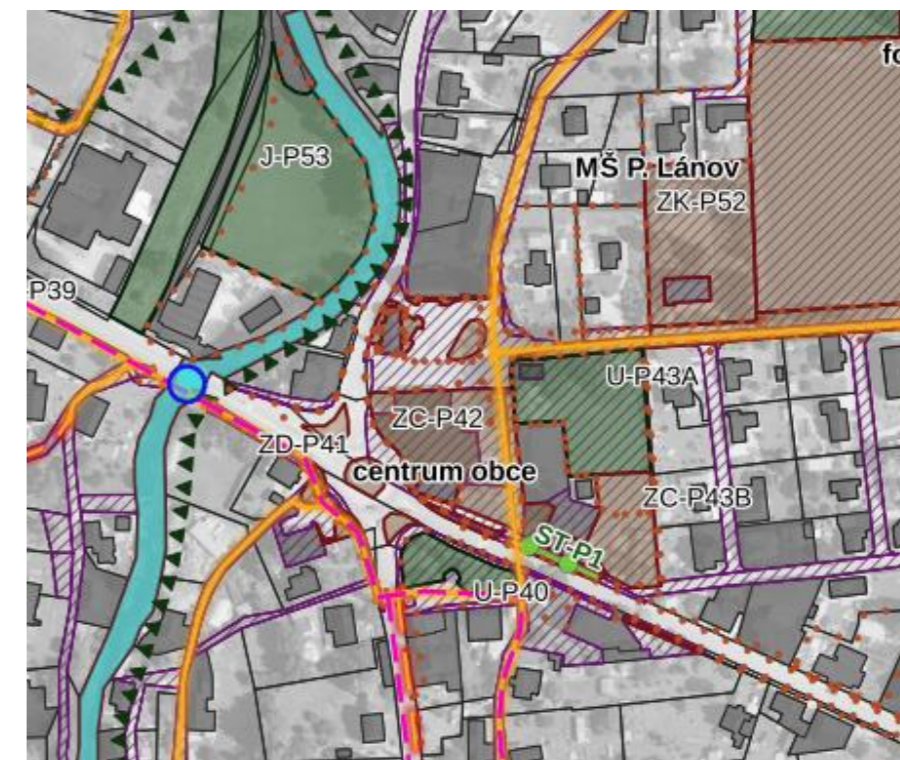 fo
J-P53
MŠ P. Lánov
ZK-P52
P39
U-P43A
ZC-P42
ZD-P41
centrum obce
ZC-P43B
ST-P1
U-P40